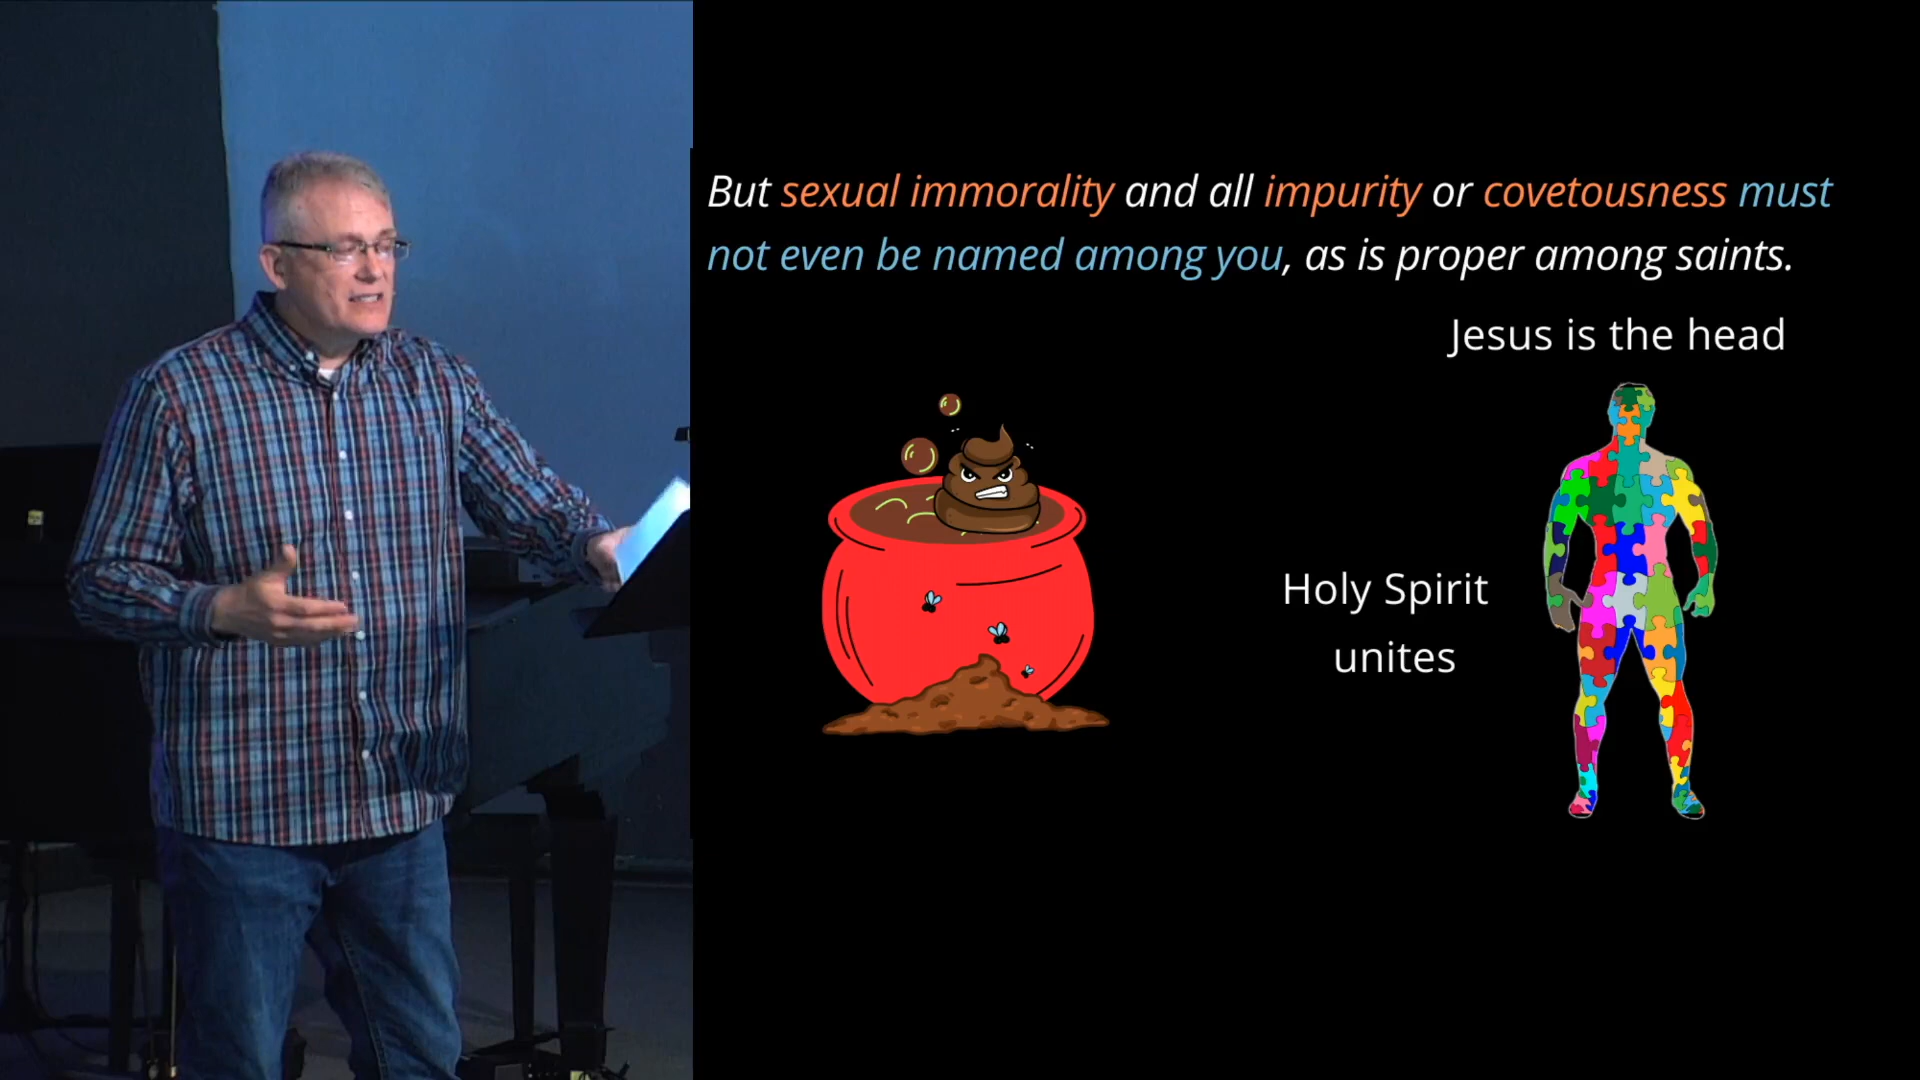 But sexual immorality and all impurity or covetousness must
not even be named among you, as is proper among saints.
Jesus is the head
Holy Spirit
unites